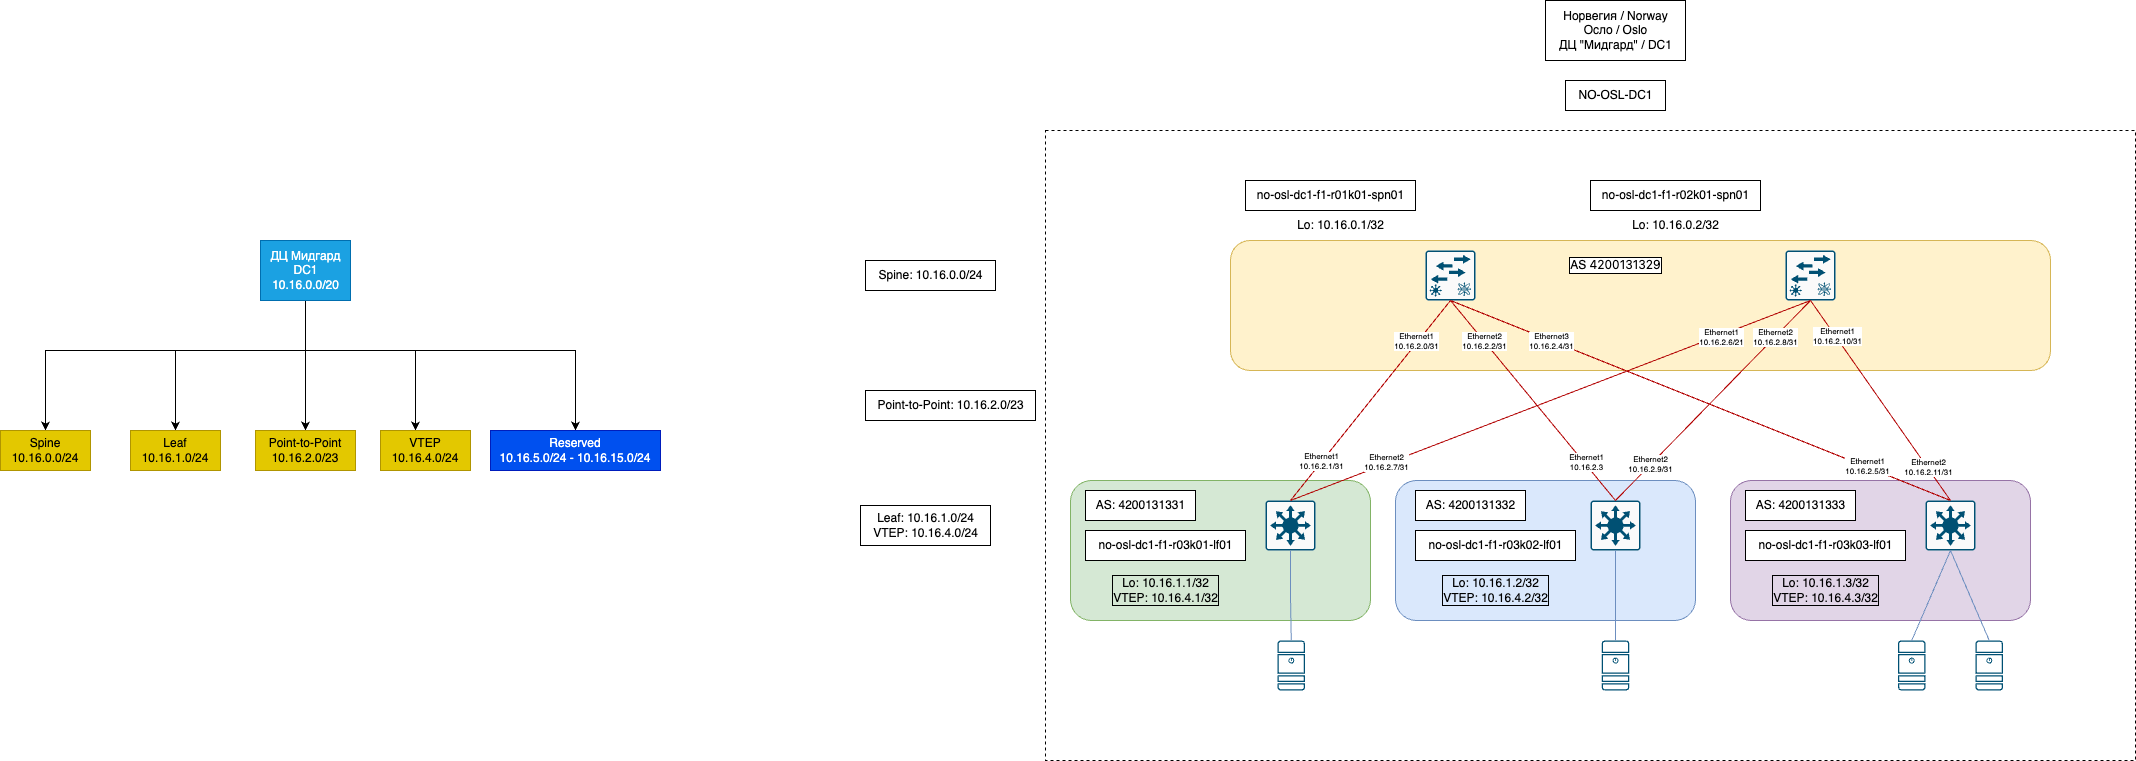 Норвегия / Norway
Осло / Oslo
ДЦ "Мидгард" / DC1
NO-OSL-DC1
ДЦ Мидгард
DC1
10.16.0.0/20
Spine
10.16.0.0/24
Leaf
10.16.1.0/24
Point-to-Point
10.16.2.0/23
VTEP
10.16.4.0/24
Reserved
10.16.5.0/24 - 10.16.15.0/24
Spine: 10.16.0.0/24
Point-to-Point: 10.16.2.0/23
Leaf: 10.16.1.0/24
VTEP: 10.16.4.0/24
no-osl-dc1-f1-r01k01-spn01
Lo: 10.16.0.1/32
no-osl-dc1-f1-r02k01-spn01
Lo: 10.16.0.2/32
AS 4200131329
Ethernet1
10.16.2.0/31
Ethernet2
10.16.2.2/31
Ethernet3
10.16.2.4/31
Ethernet1
10.16.2.6/21
Ethernet2
10.16.2.8/31
Ethernet1
10.16.2.10/31
Ethernet1
10.16.2.1/31
Ethernet2
10.16.2.7/31
Ethernet1
10.16.2.3
Ethernet2
10.16.2.9/31
Ethernet1
10.16.2.5/31
Ethernet2
10.16.2.11/31
AS: 4200131331
no-osl-dc1-f1-r03k01-lf01
Lo: 10.16.1.1/32
VTEP: 10.16.4.1/32
AS: 4200131332
no-osl-dc1-f1-r03k02-lf01
Lo: 10.16.1.2/32
VTEP: 10.16.4.2/32
AS: 4200131333
no-osl-dc1-f1-r03k03-lf01
Lo: 10.16.1.3/32
VTEP: 10.16.4.3/32